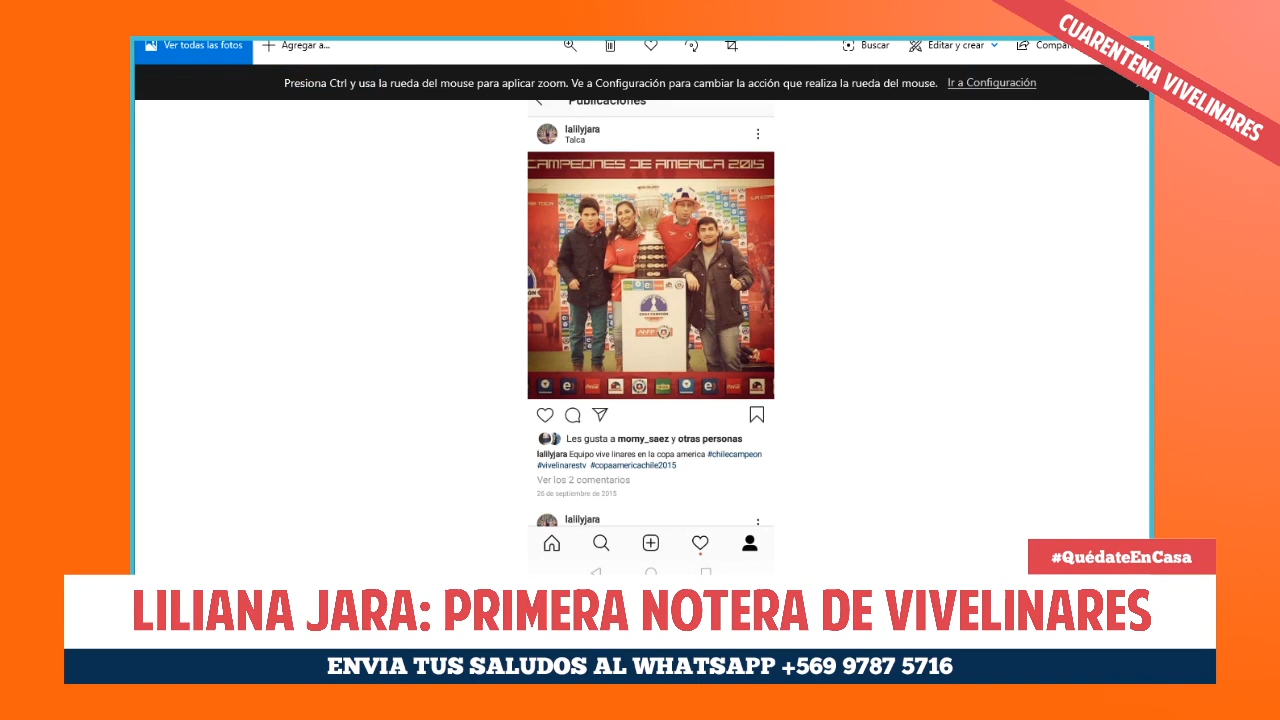 Ver todas las fotos
Agregar a...
Buscar
Editar y crear
CUARENTENA VIVELINARES
Presiona Ctrl y usa la rueda del mouse para aplicar zoom. Ve a Configuración para cambiar la acción que realiza la rueda del mouse. Ir a Configuración
Publicaciones
lalilyjara
Talca
CAMPEONES DE AMERICA 2015
Les gusta a momy_saez y otras personas
lalilyjara Equipo vive linares en la copa america #chilecampeon
#vivelinarestv #copaamericachile2015
Ver los 2 comentarios
26 de septiembre de 2015
lalilyjara
#QuédateEnCasa
LILIANA JARA: PRIMERA NOTERA DE VIVELINARES
ENVIA TUS SALUDOS AL WHATSAPP +569 9787 5716